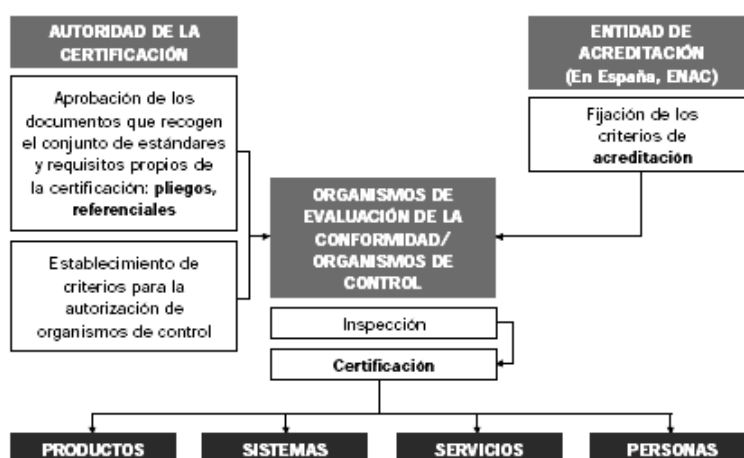 AUTORIDAD DE LA
CERTIFICACIÓN
Aprobación de los
documentos que recogen
el conjunto de estándares
y requisitos propios de
la certificación: pliegos,
referenciales
Establecimiento de
criterios para la
autorización de
organismos de control
ENTIDAD DE
ACREDITACIÓN
(En España, ENAC)
Fijación de los
criterios de
acreditación
ORGANISMOS DE
EVALUACIÓN DE LA
CONFORMIDAD/
ORGANISMOS DE
CONTROL
Inspección
Certificación
PRODUCTOS
SISTEMAS
SERVICIOS
PERSONAS